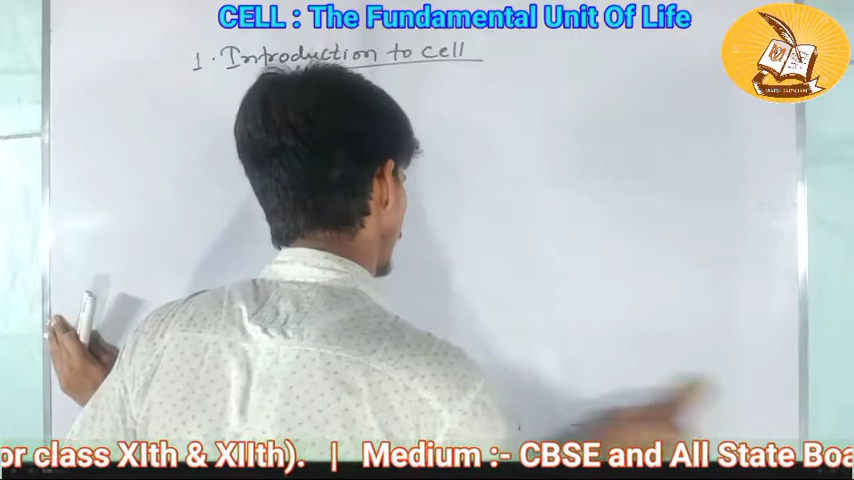 CELL : The Fundamental Unit Of Life
1. Introduction to cell
or class XIth & XIIth). | Medium :- CBSE and All State Boa